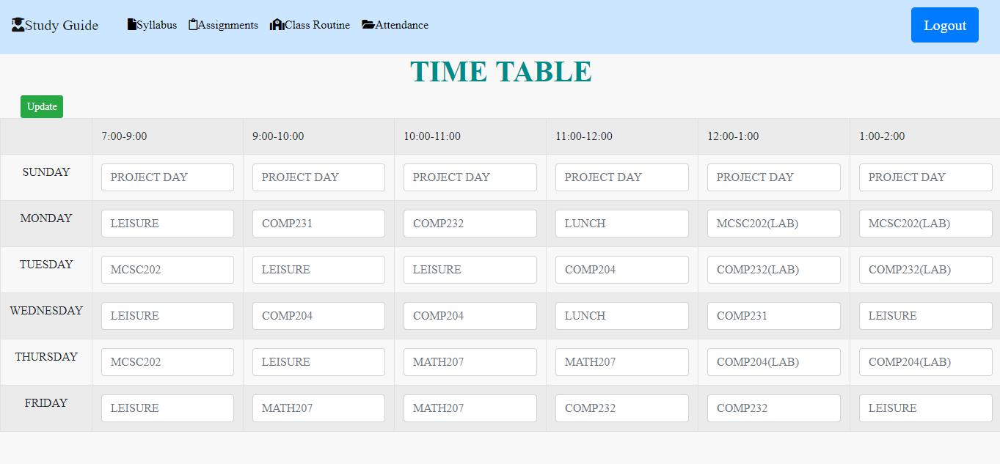 Study Guide Syllabus Assignments Class Routine Attendance Logout
TIME TABLE
Update
7:00-9:00 9:00-10:00 10:00-11:00 11:00-12:00 12:00-1:00 1:00-2:00
SUNDAY PROJECT DAY PROJECT DAY PROJECT DAY PROJECT DAY PROJECT DAY PROJECT DAY
MONDAY LEISURE COMP231 COMP232 LUNCH MCSC202(LAB) MCSC202(LAB)
TUESDAY MCSC202 LEISURE LEISURE COMP204 COMP232(LAB) COMP232(LAB)
WEDNESDAY LEISURE COMP204 COMP204 LUNCH COMP231 LEISURE
THURSDAY MCSC202 LEISURE MATH207 MATH207 COMP204(LAB) COMP204(LAB)
FRIDAY LEISURE MATH207 MATH207 COMP232 COMP232 LEISURE